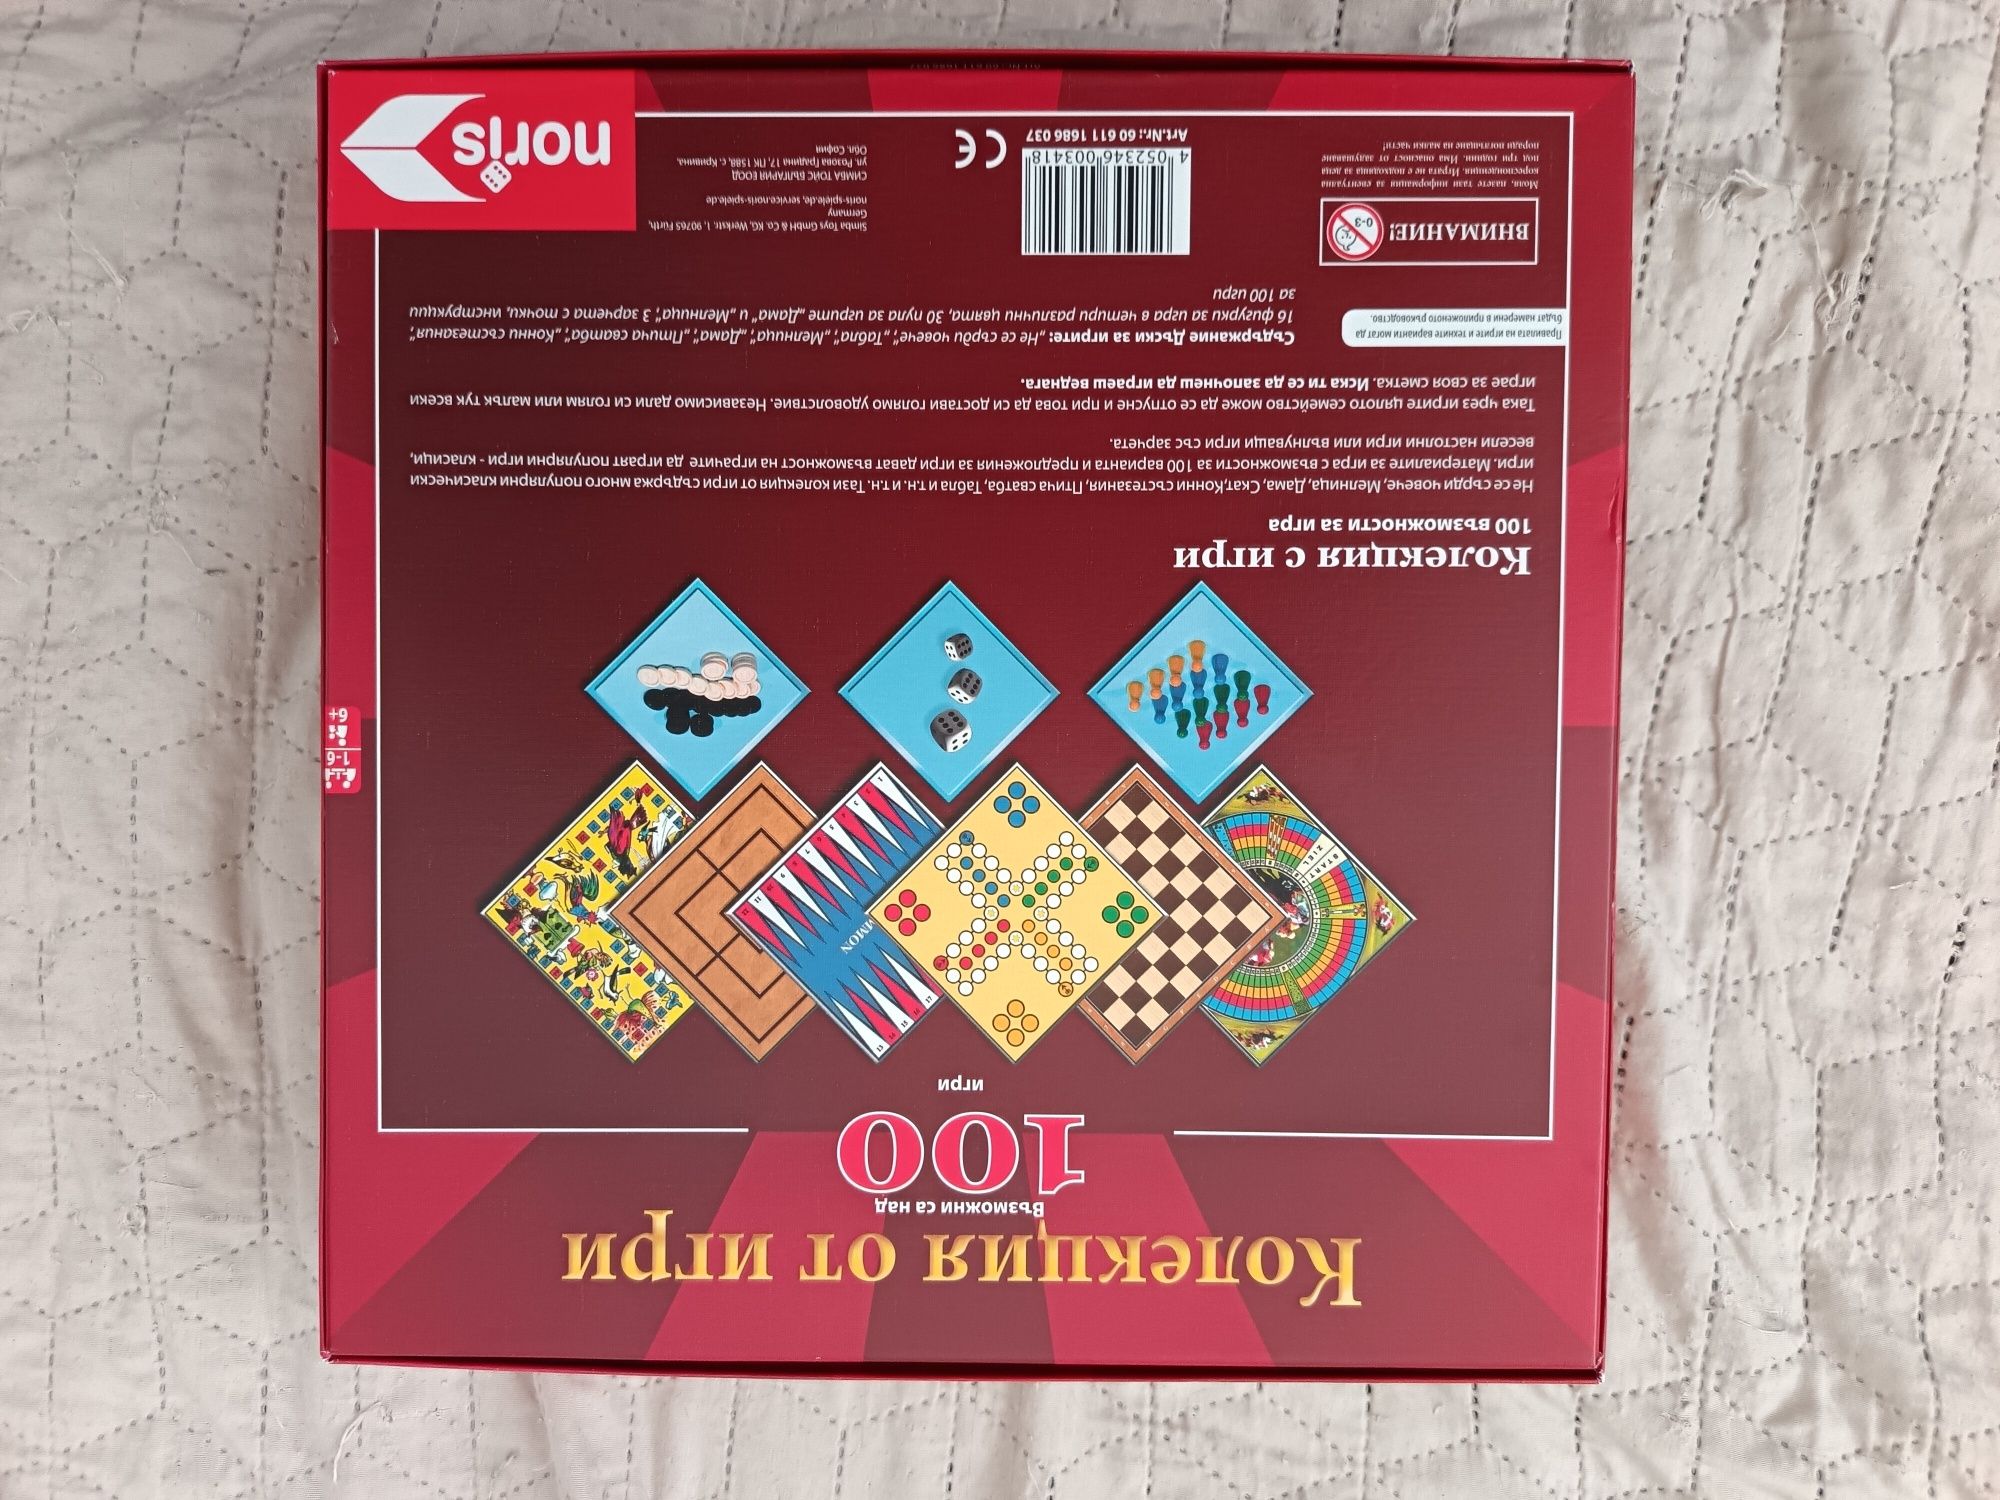 Колекция от игри
Възможни са над
100
игри
START
ZIEL
Колекция с игри
100 възможности за игра
Не се сърди човече, Мелница, Дама, Скат, Конни състезания, Птича сватба, Табла и т.н. и т.н. Тази колекция от игри съдържа много популярни класически
игри. Материалите за игра с възможности за 100 варианта и предложения за игри дават възможност на играчите да играят популярни игри - класици,
весели настолни игри или вълнуващи игри със зарчета.
Така чрез игрите цялото семейство може да се отпусне и при това да си достави голямо удоволствие. Независимо дали си голям или малък тук всеки
играе за своя сметка. Иска ти се да започнеш да играеш веднага.
Съдържание Дъски за игрите: „Не се сърди човече“, „Табла“, „Мелница“, „Дама“, „Птича сватба“, „Конни състезания“,
16 фигурки за игра в четири различни цвята, 30 пула за игрите „Дама“ и „Мелница“, 3 зарчета с точки, инструкции
за 100 игри
Правилата на игрите и техните варианти могат да
бъдат намерени в приложеното ръководство.
ВНИМАНИЕ!
0-3
Моля, пазете тази информация за евентуална
кореспонденция. Играта не е подходяща за деца
под три години. Има опасност от задушаване
поради поглъщане на малки части!
4 052346 003418
Art.Nr.: 60 611 1686 037
CE
Simba Toys GmbH & Co. KG, Werkstr. 1, 90765 Fürth,
Germany
noris-spiele.de, service.noris-spiele.de
СИМБА ТОЙС БЪЛГАРИЯ ЕООД
ул. Розова Градина 17, ПК 1588, с. Кривина,
Обл. София
noris
1-6
6+